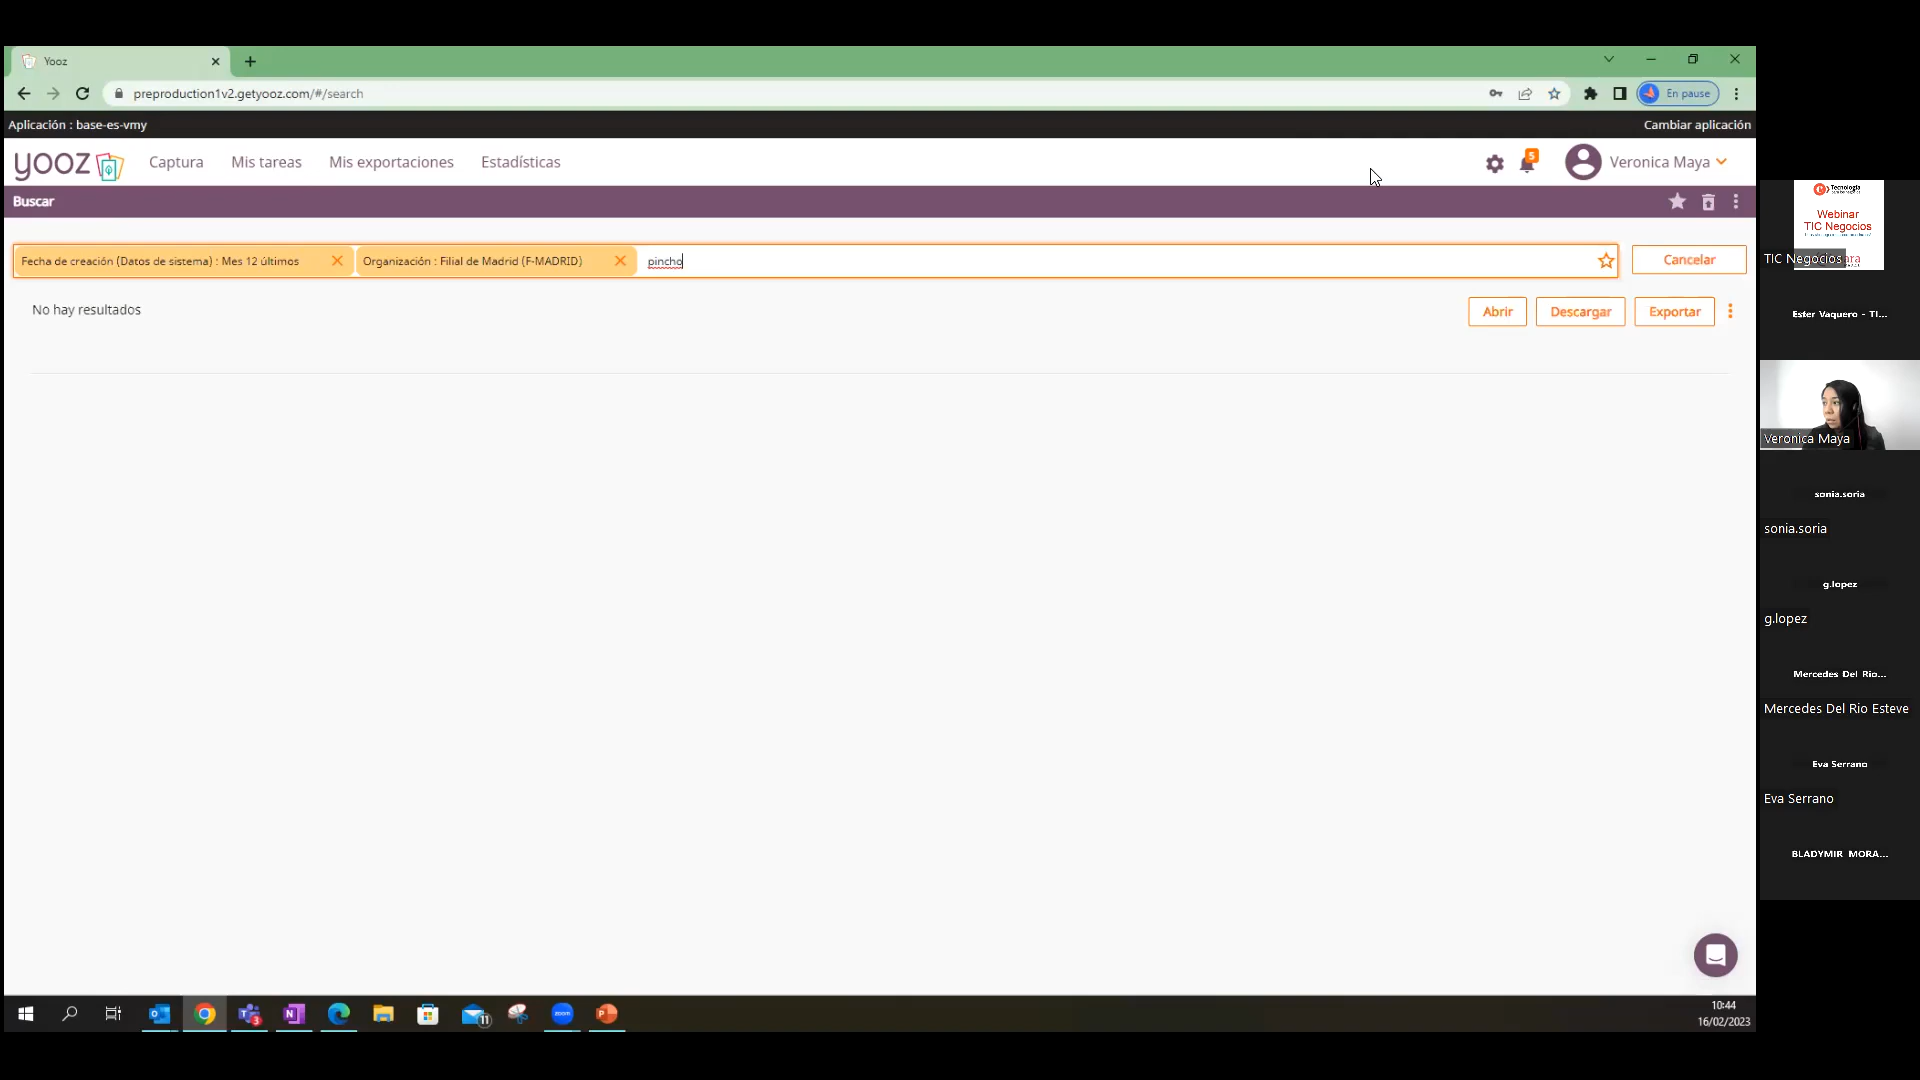 Yooz
preproduction1v2.getyooz.com/#/search
En pause
Aplicación : base-es-vmy
Cambiar aplicación
yooz
Captura
Mis tareas
Mis exportaciones
Estadísticas
5
Veronica Maya
Buscar
Fecha de creación (Datos de sistema) : Mes 12 últimos
Organización : Filial de Madrid (F-MADRID)
pincho
Cancelar
No hay resultados
Abrir
Descargar
Exportar
Tecnología
Webinar
TIC Negocios
TIC Negocios
Ester Vaquero - TI...
Veronica Maya
sonia.soria
sonia.soria
g.lopez
g.lopez
Mercedes Del Rio...
Mercedes Del Rio Esteve
Eva Serrano
Eva Serrano
BLADYMIR MORA...
3
11
zoom
10:44
16/02/2023